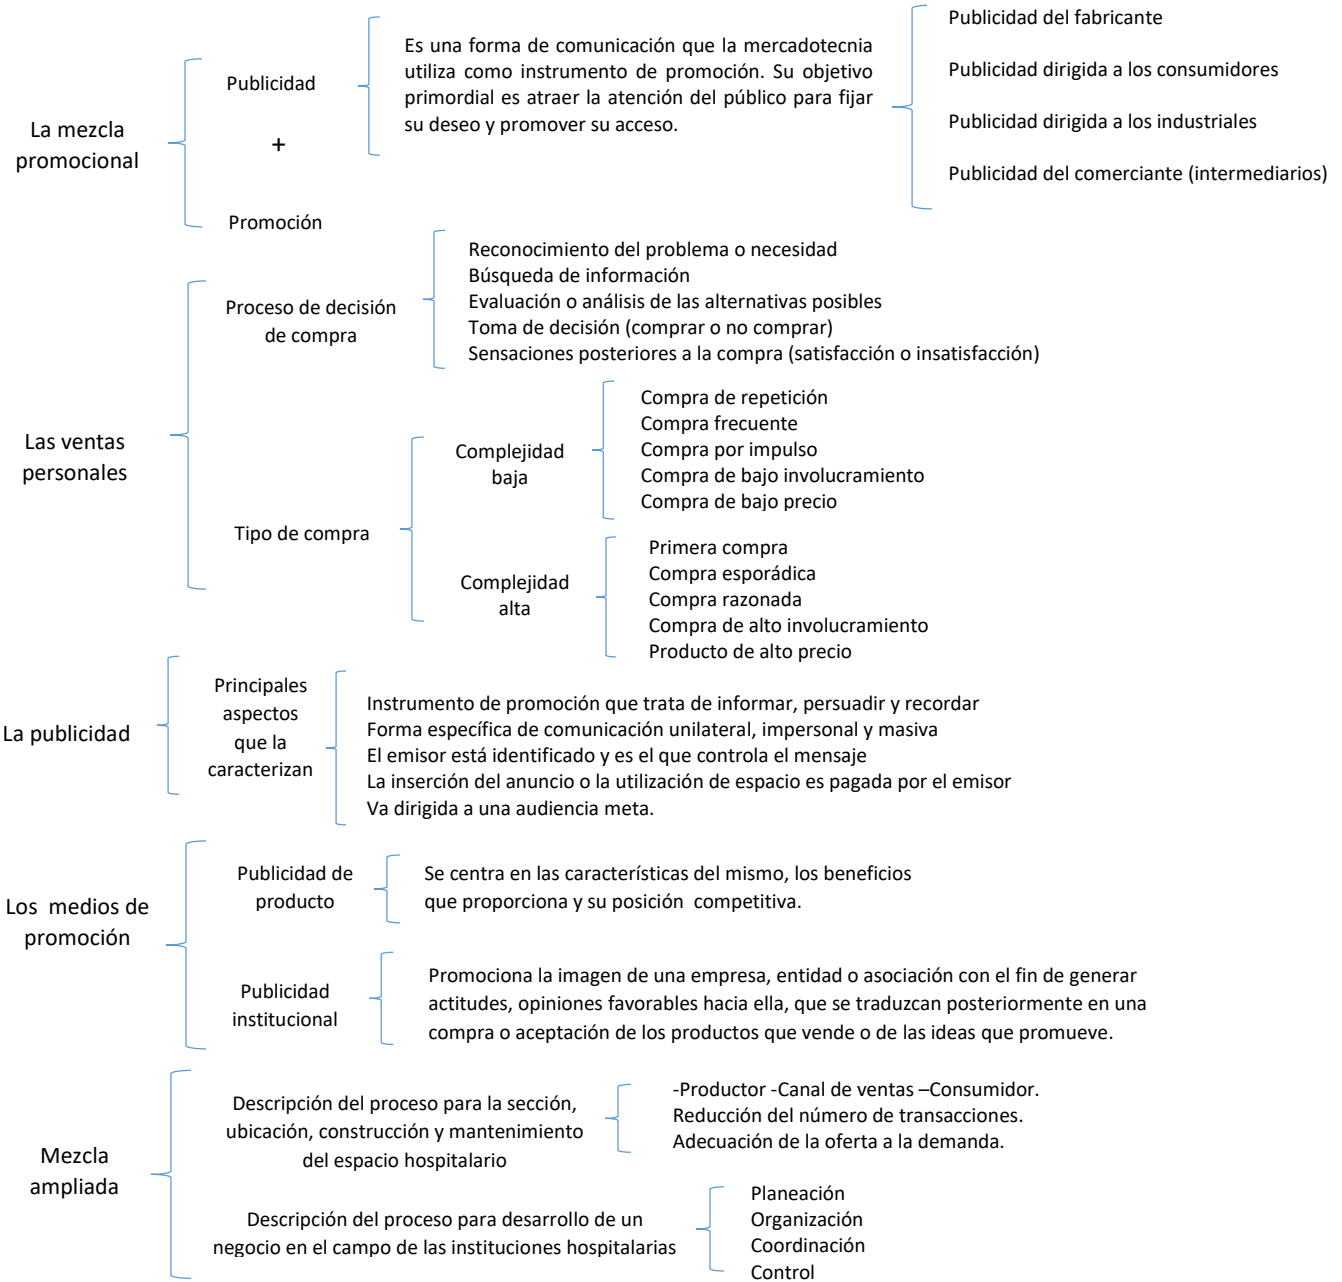 La mezcla
promocional
Publicidad
+
Promoción
Es una forma de comunicación que la mercadotecnia
utiliza como instrumento de promoción. Su objetivo
primordial es atraer la atención del público para fijar
su deseo y promover su acceso.
Publicidad del fabricante
Publicidad dirigida a los consumidores
Publicidad dirigida a los industriales
Publicidad del comerciante (intermediarios)
Las ventas
personales
Proceso de decisión
de compra
Reconocimiento del problema o necesidad
Búsqueda de información
Evaluación o análisis de las alternativas posibles
Toma de decisión (comprar o no comprar)
Sensaciones posteriores a la compra (satisfacción o insatisfacción)
Tipo de compra
Complejidad
baja
Compra de repetición
Compra frecuente
Compra por impulso
Compra de bajo involucramiento
Compra de bajo precio
Complejidad
alta
Primera compra
Compra esporádica
Compra razonada
Compra de alto involucramiento
Producto de alto precio
La publicidad
Principales
aspectos
que la
caracterizan
Instrumento de promoción que trata de informar, persuadir y recordar
Forma específica de comunicación unilateral, impersonal y masiva
El emisor está identificado y es el que controla el mensaje
La inserción del anuncio o la utilización de espacio es pagada por el emisor
Va dirigida a una audiencia meta.
Los medios de
promoción
Publicidad de
producto
Se centra en las características del mismo, los beneficios
que proporciona y su posición competitiva.
Publicidad
institucional
Promociona la imagen de una empresa, entidad o asociación con el fin de generar
actitudes, opiniones favorables hacia ella, que se traduzcan posteriormente en una
compra o aceptación de los productos que vende o de las ideas que promueve.
Mezcla
ampliada
Descripción del proceso para la sección,
ubicación, construcción y mantenimiento
del espacio hospitalario
-Productor -Canal de ventas –Consumidor.
Reducción del número de transacciones.
Adecuación de la oferta a la demanda.
Descripción del proceso para desarrollo de un
negocio en el campo de las instituciones hospitalarias
Planeación
Organización
Coordinación
Control